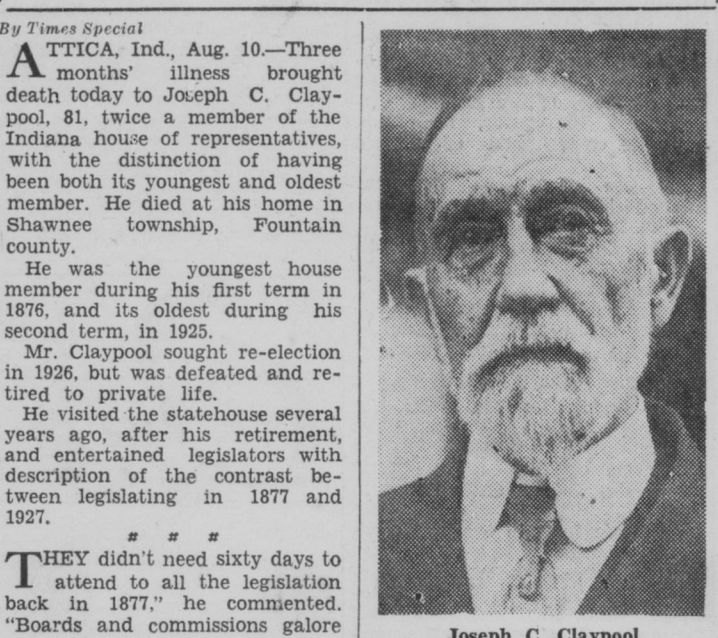 By Times Special
ATTICA, Ind., Aug. 10.—Three
months' illness brought
death today to Joseph C. Clay-
pool, 81, twice a member of the
Indiana house of representatives,
with the distinction of having
been both its youngest and oldest
member. He died at his home in
Shawnee township, Fountain
county.
He was the youngest house
member during his first term in
1876, and its oldest during his
second term, in 1925.
Mr. Claypool sought re-election
in 1926, but was defeated and re-
tired to private life.
He visited the statehouse several
years ago, after his retirement,
and entertained legislators with
description of the contrast be-
tween legislating in 1877 and
1927.
# # #
THEY didn't need sixty days to
attend to all the legislation
back in 1877," he commented.
"Boards and commissions galore
Joseph C. Claypool